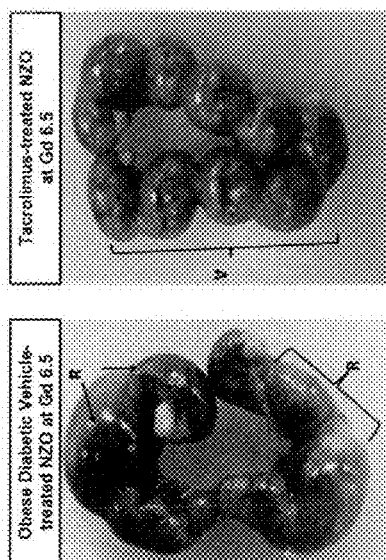 Obese Diabetic Vehicle-
treated NZO at Gd 6.5
R
R
Tacrolimus-treated NZO
at Gd 6.5
A